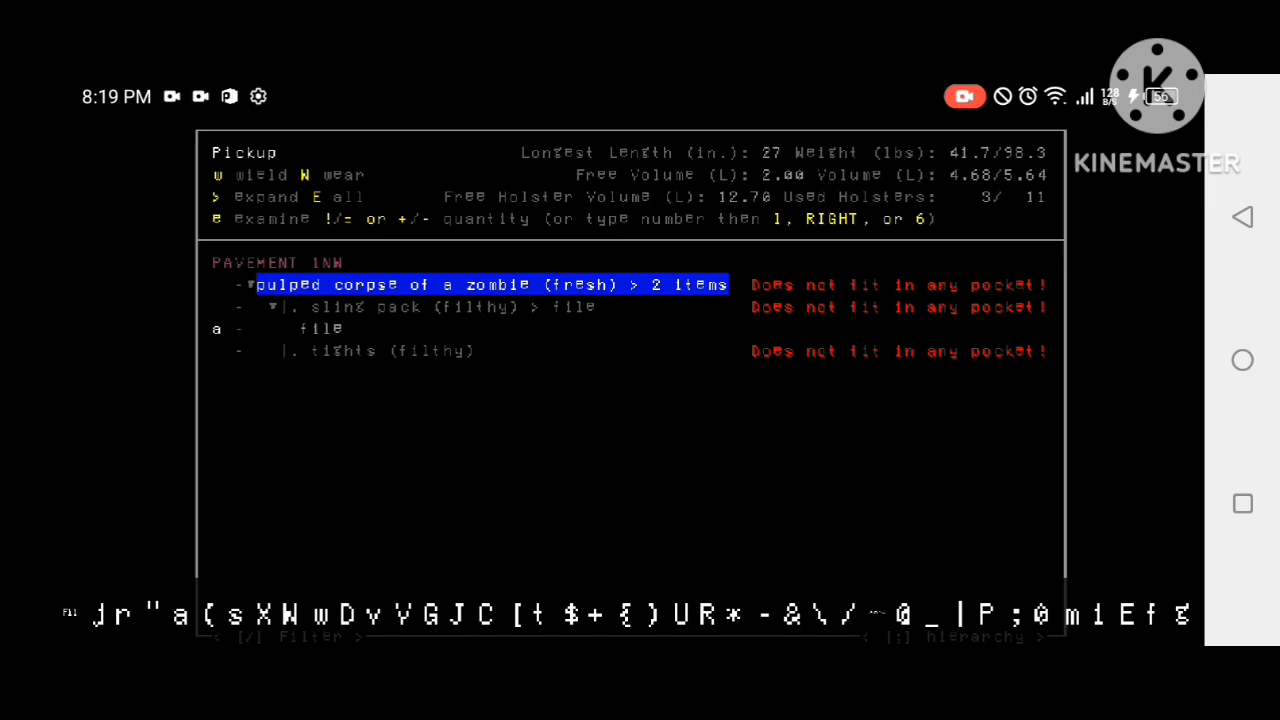 8:19 PM
128 B/S 56
K
KINEMASTER
Pickup Longest Length (in.): 27 Weight (lbs): 41.7/98.3
w wield W wear Free Volume (L): 2.00 Volume (L): 4.68/5.64
> expand E all Free Holster Volume (L): 12.70 Used Holsters: 3/ 11
e examine !/= or +/- quantity (or type number then 1, RIGHT, or 6)
PAVEMENT 1NW
-▼pulped corpse of a zombie (fresh) > 2 items Does not fit in any pocket!
- ▼|. sling pack (filthy) > file Does not fit in any pocket!
a - file
- |. tights (filthy) Does not fit in any pocket!
F11 j r " a ( s X N w D v Y G J C [ t $ + { ) U R * - & \ / ~ @ _ | P ; 0 m i E f g
< [/] Filter > < [;] hierarchy >